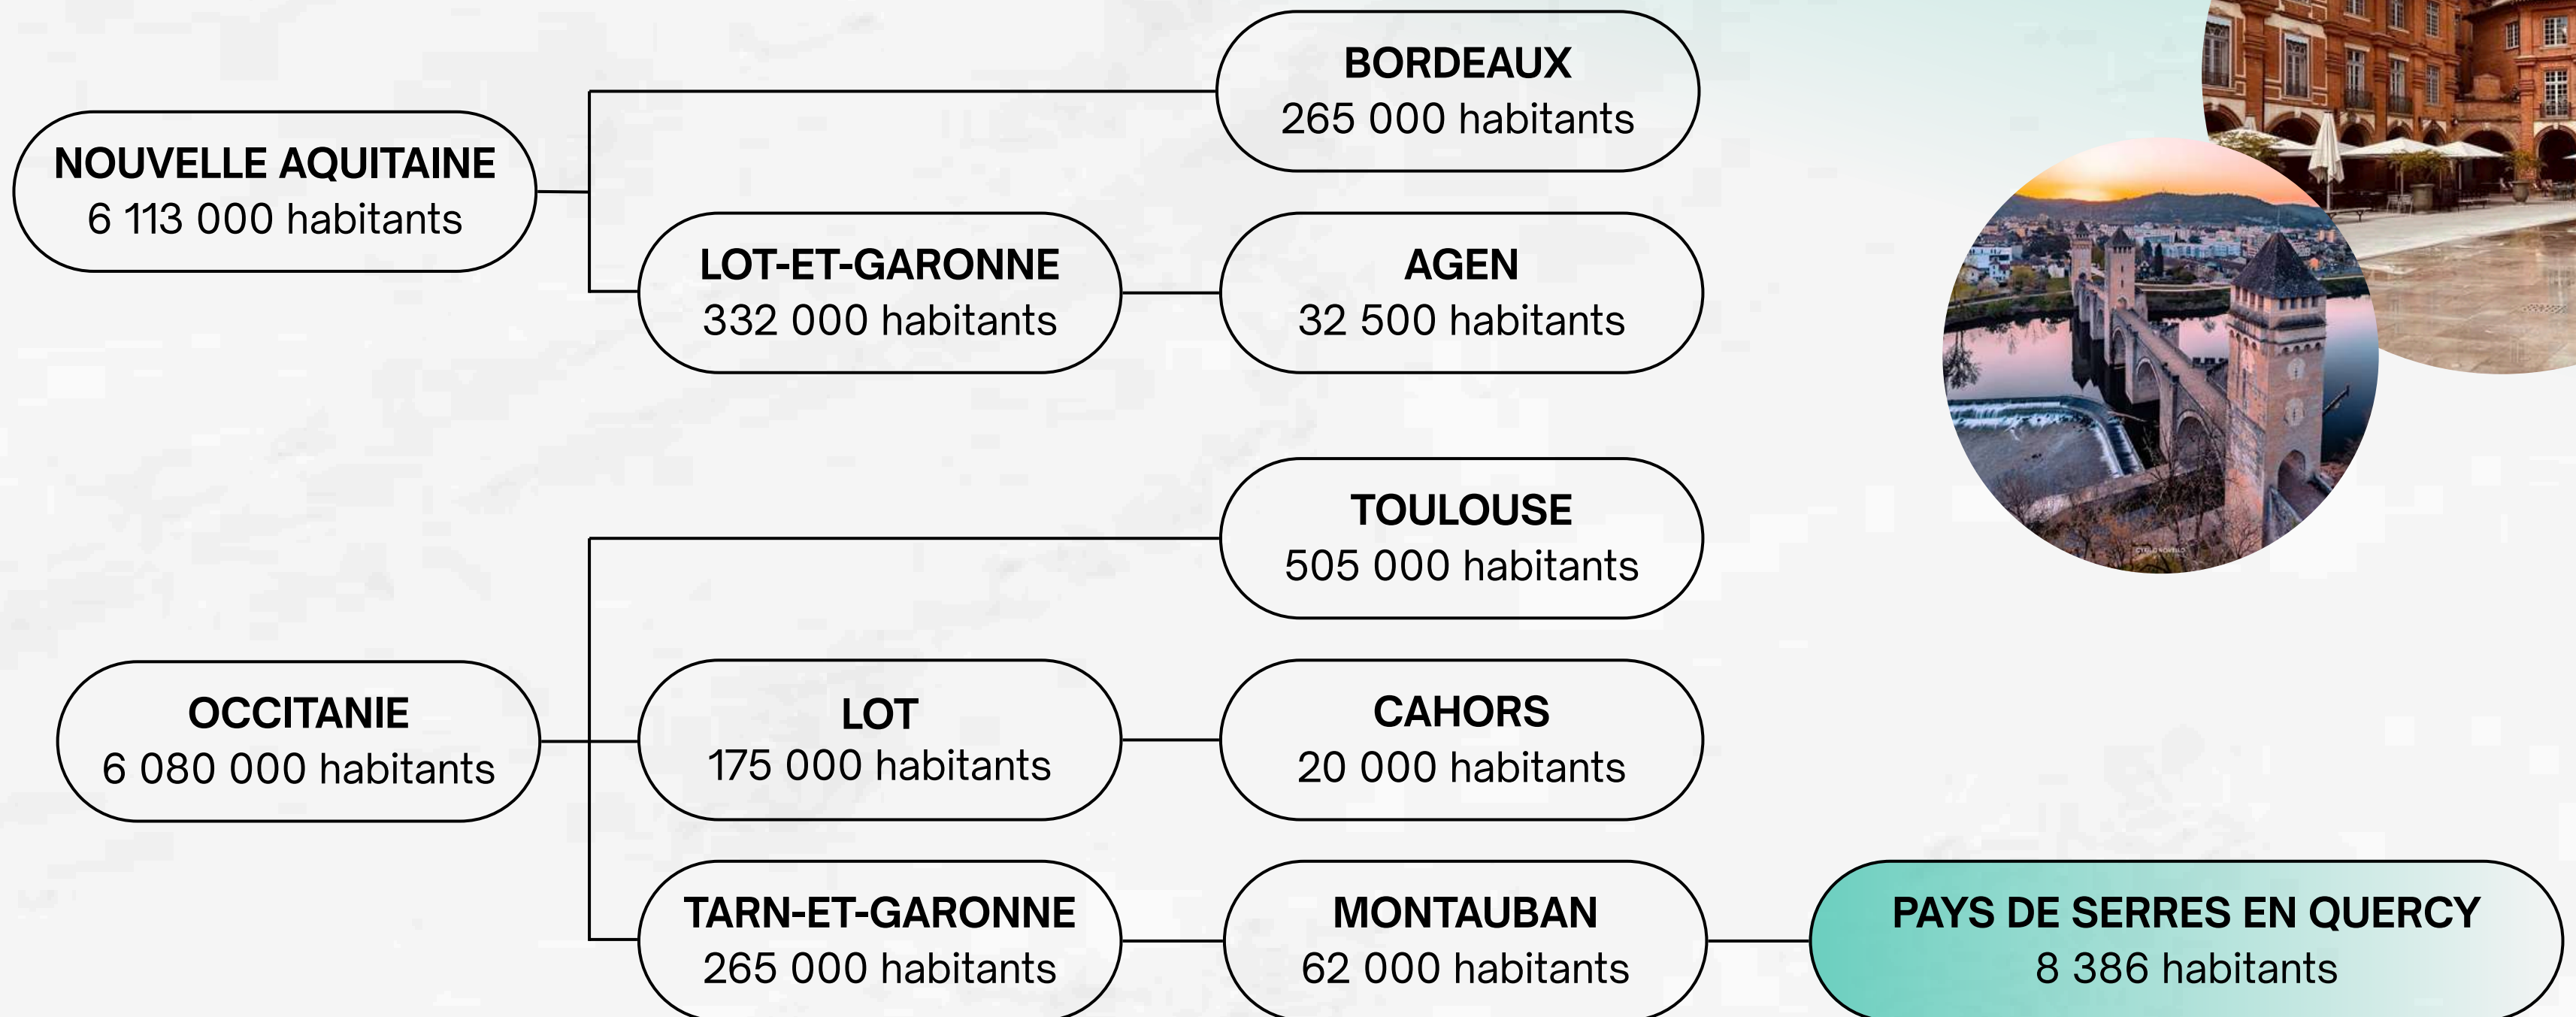 BORDEAUX
265 000 habitants
NOUVELLE AQUITAINE
6 113 000 habitants
LOT-ET-GARONNE
332 000 habitants
AGEN
32 500 habitants
TOULOUSE
505 000 habitants
OCCITANIE
6 080 000 habitants
LOT
175 000 habitants
CAHORS
20 000 habitants
TARN-ET-GARONNE
265 000 habitants
MONTAUBAN
62 000 habitants
PAYS DE SERRES EN QUERCY
8 386 habitants